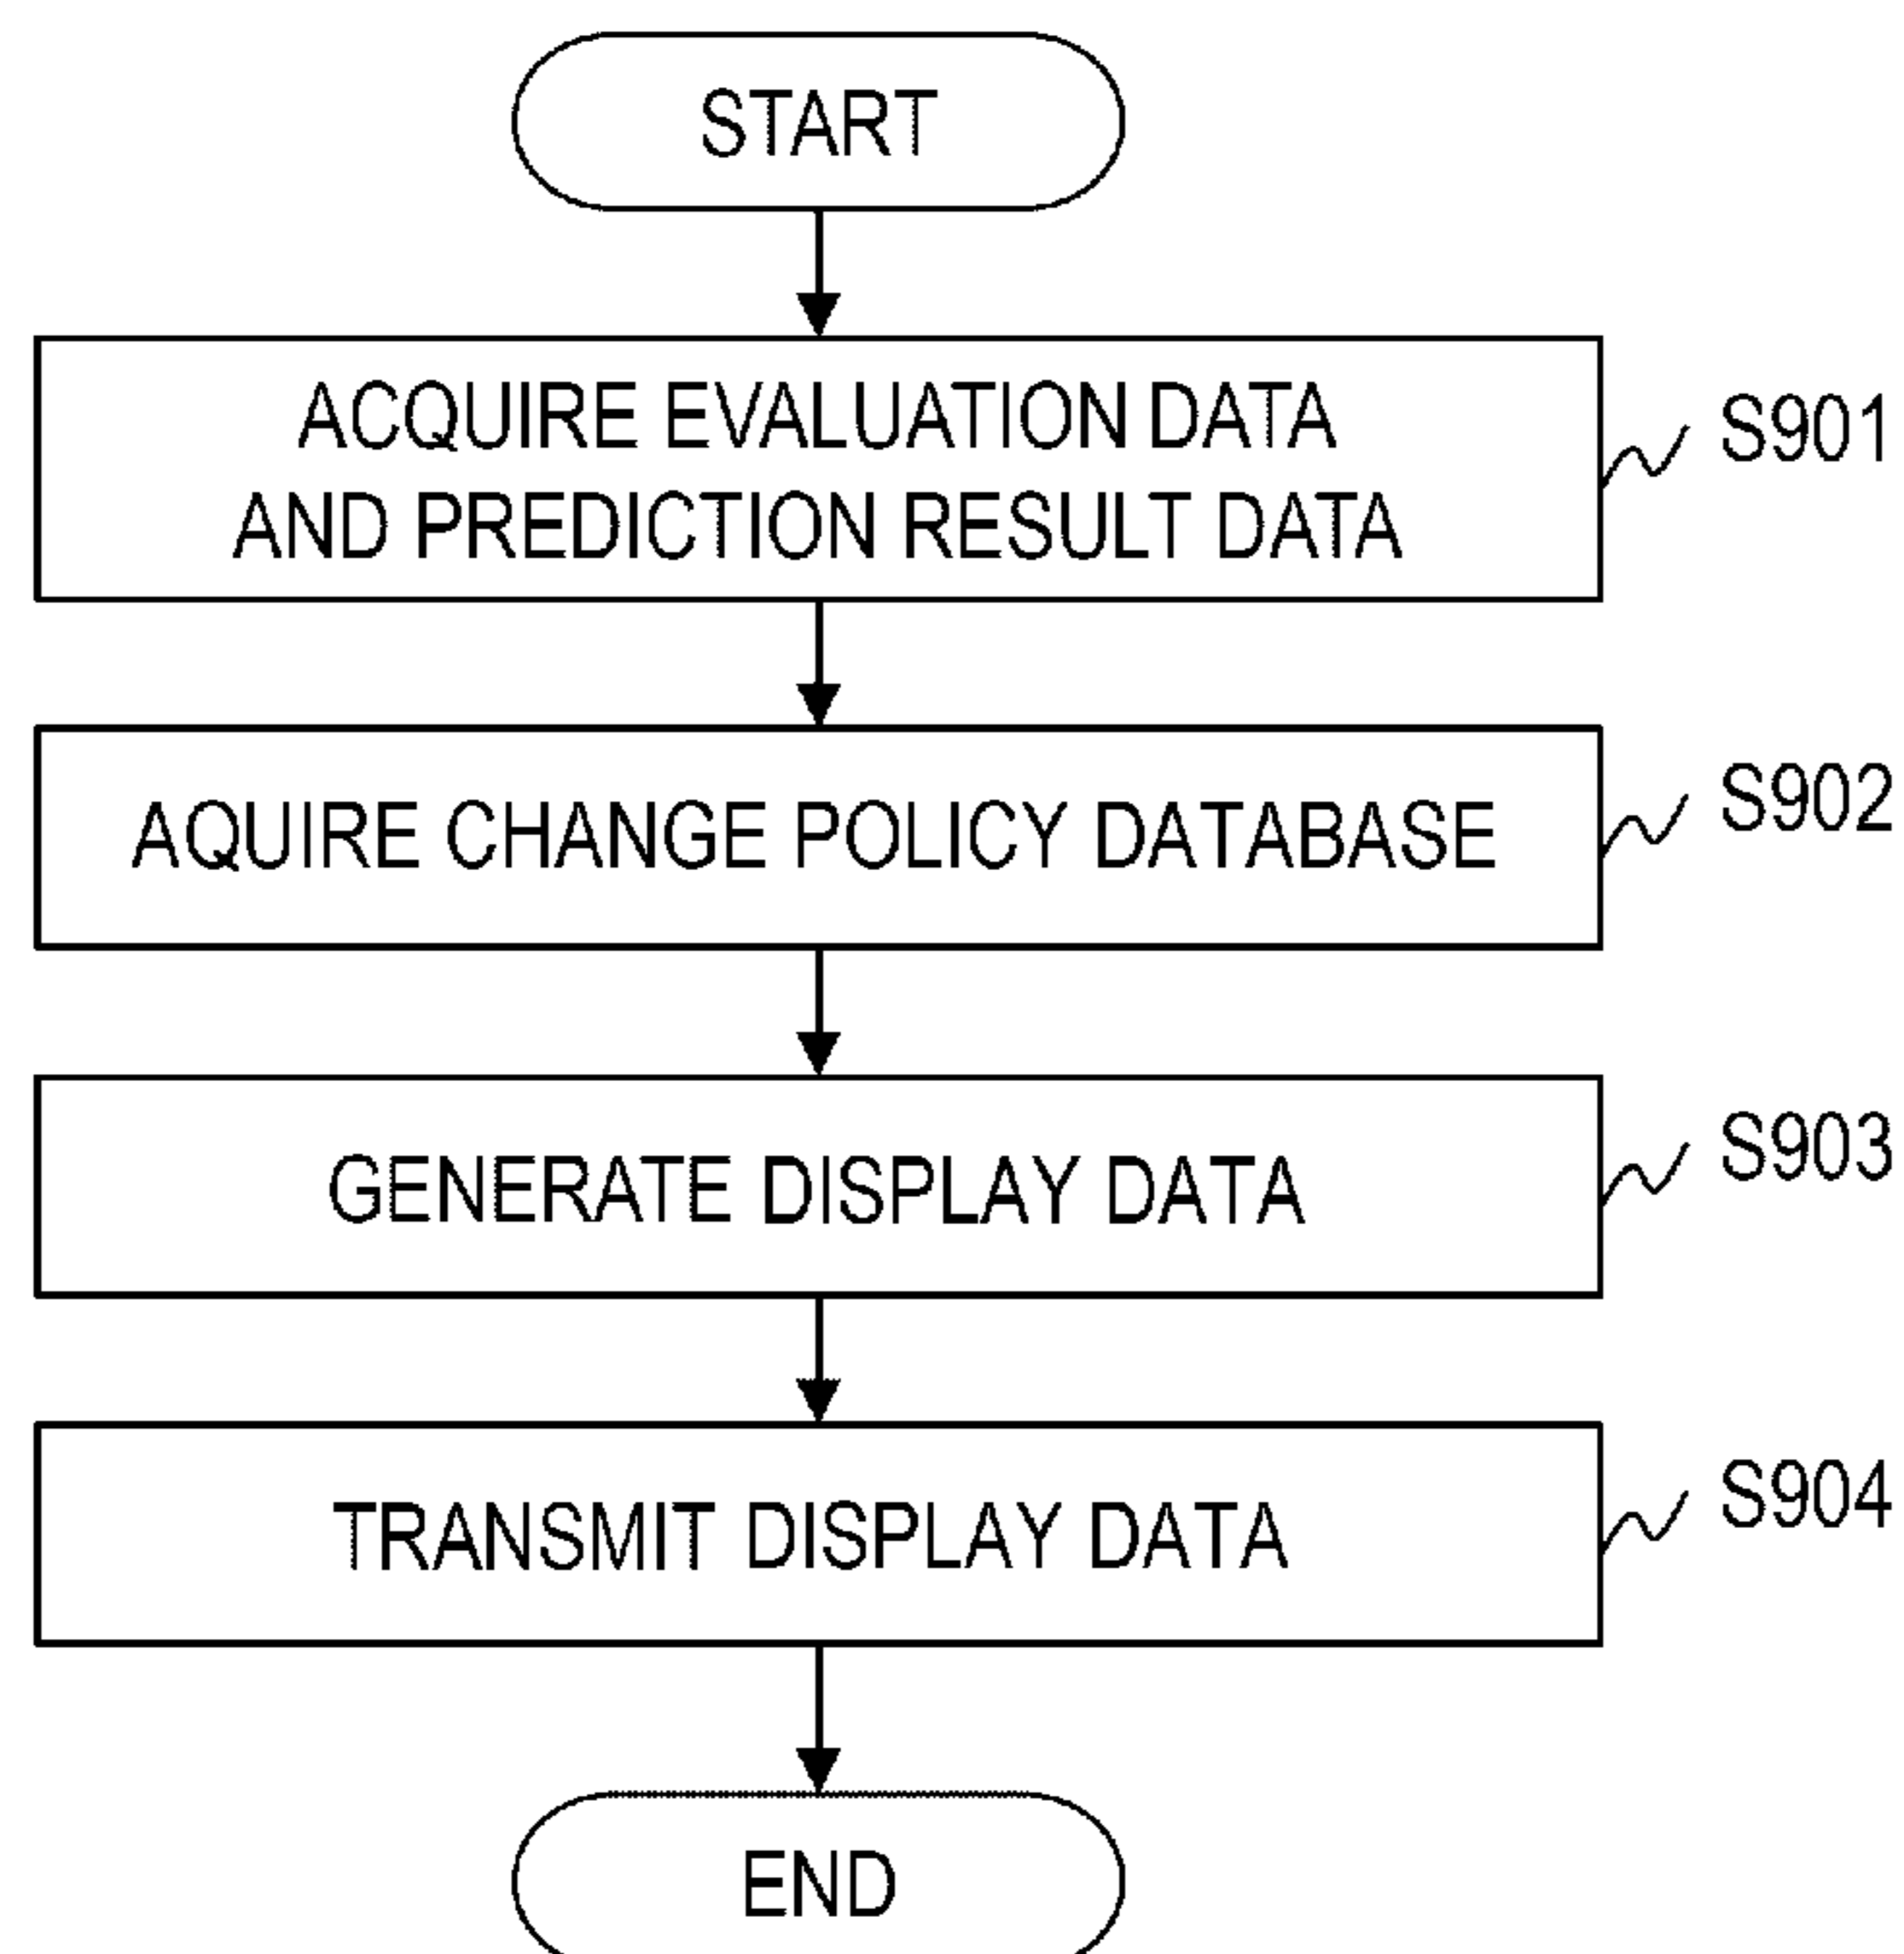 START
ACQUIRE EVALUATION DATA
AND PREDICTION RESULT DATA
S901
AQUIRE CHANGE POLICY DATABASE
S902
GENERATE DISPLAY DATA
S903
TRANSMIT DISPLAY DATA
S904
END